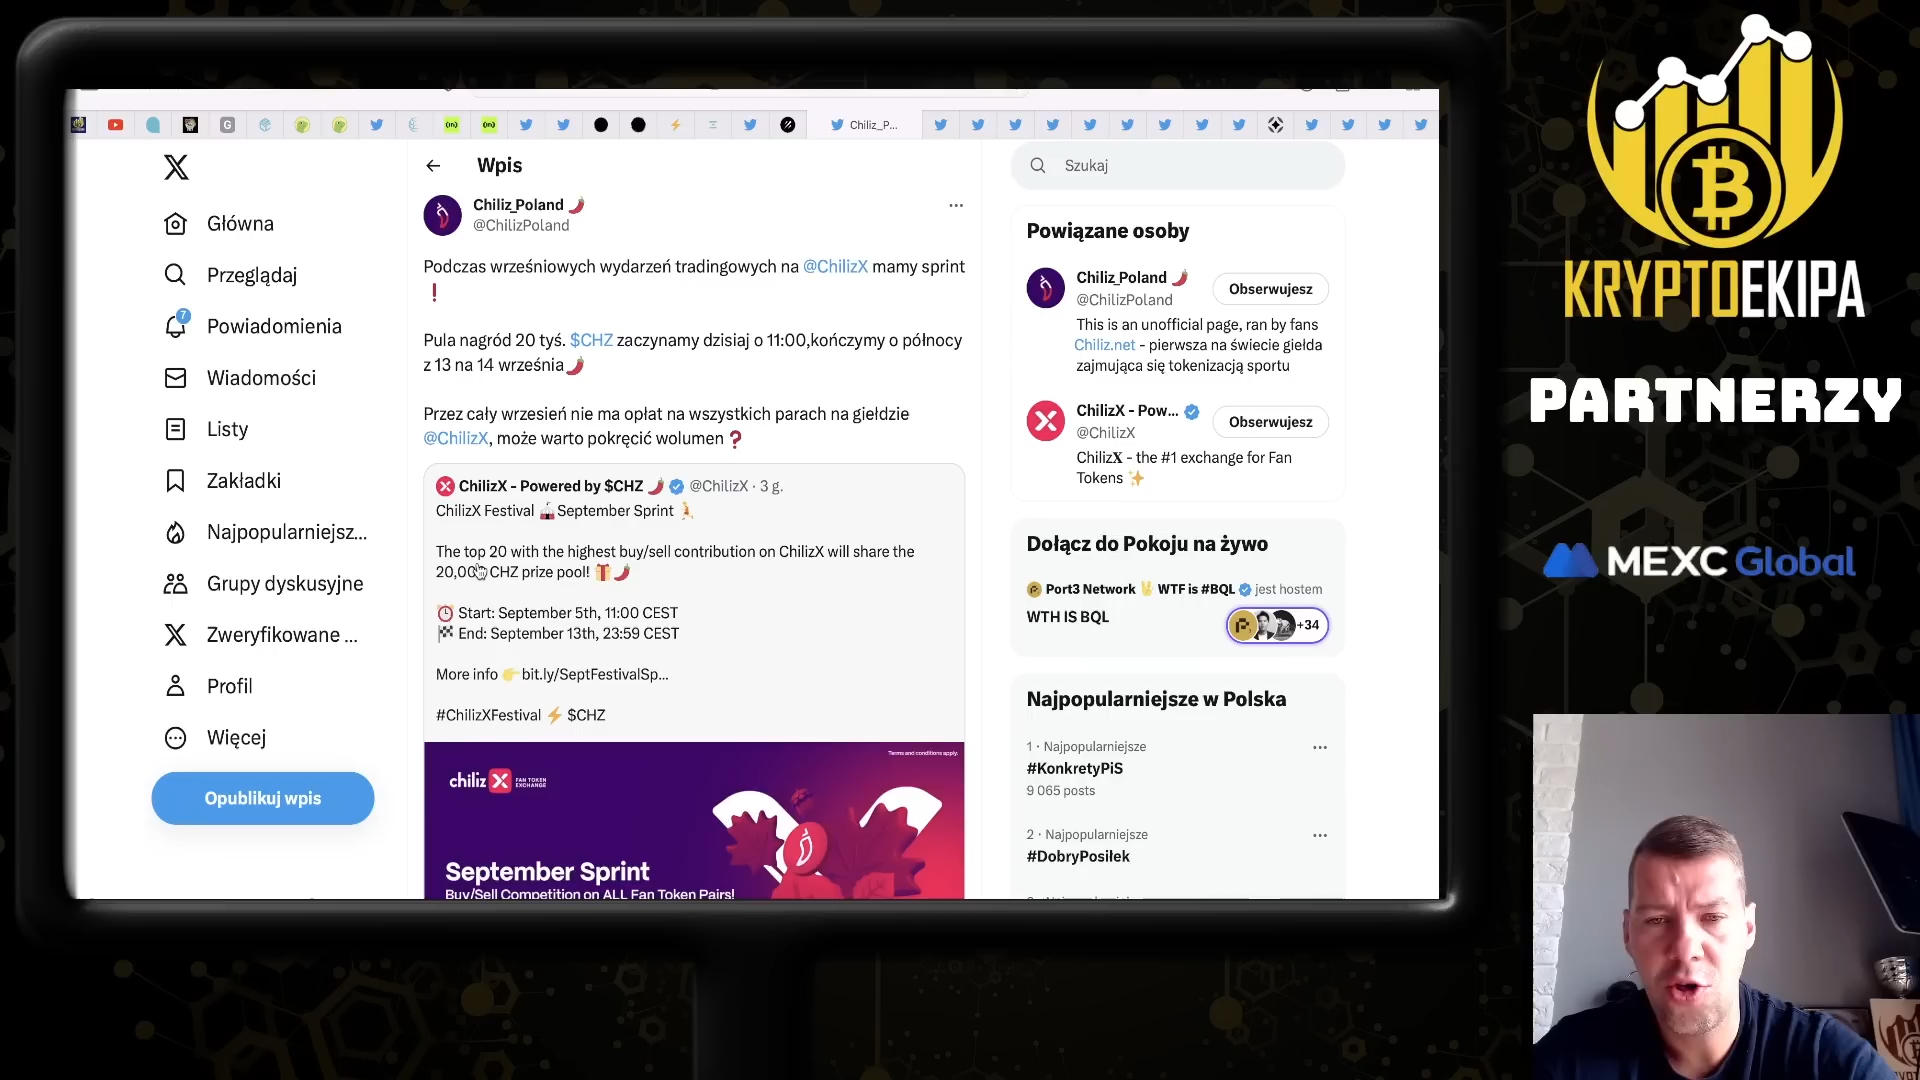 Chiliz_P...
Wpis
Szukaj
Główna
Przeglądaj
7
Powiadomienia
Wiadomości
Listy
Zakładki
Najpopularniejsz...
Grupy dyskusyjne
Zweryfikowane ...
Profil
Więcej
Opublikuj wpis
Chiliz_Poland 🌶️
@ChilizPoland
Podczas wrześniowych wydarzeń tradingowych na @ChilizX mamy sprint
❗
Pula nagród 20 tyś. $CHZ zaczynamy dzisiaj o 11:00,kończymy o północy
z 13 na 14 września🌶️
Przez cały wrzesień nie ma opłat na wszystkich parach na giełdzie
@ChilizX, może warto pokręcić wolumen❓
ChilizX - Powered by $CHZ 🌶️ @ChilizX · 3 g.
ChilizX Festival 🎪September Sprint 🏃
The top 20 with the highest buy/sell contribution on ChilizX will share the
20,000 CHZ prize pool! 🎁🌶️
⏰ Start: September 5th, 11:00 CEST
🏁 End: September 13th, 23:59 CEST
More info 👉bit.ly/SeptFestivalSp...
#ChilizXFestival ⚡ $CHZ
Terms and conditions apply.
chiliz X FAN TOKEN
EXCHANGE
September Sprint
Buy/Sell Competition on ALL Fan Token Pairs!
Powiązane osoby
Chiliz_Poland 🌶️
@ChilizPoland
Obserwujesz
This is an unofficial page, ran by fans
Chiliz.net - pierwsza na świecie giełda
zajmująca się tokenizacją sportu
ChilizX - Pow...
@ChilizX
Obserwujesz
ChilizX - the #1 exchange for Fan
Tokens ✨
Dołącz do Pokoju na żywo
Port3 Network ✌️ WTF is #BQL jest hostem
WTH IS BQL
+34
Najpopularniejsze w Polska
1 · Najpopularniejsze
#KonkretyPiS
9 065 posts
2 · Najpopularniejsze
#DobryPosiłek
KRYPTOEKIPA
PARTNERZY
MEXC Global